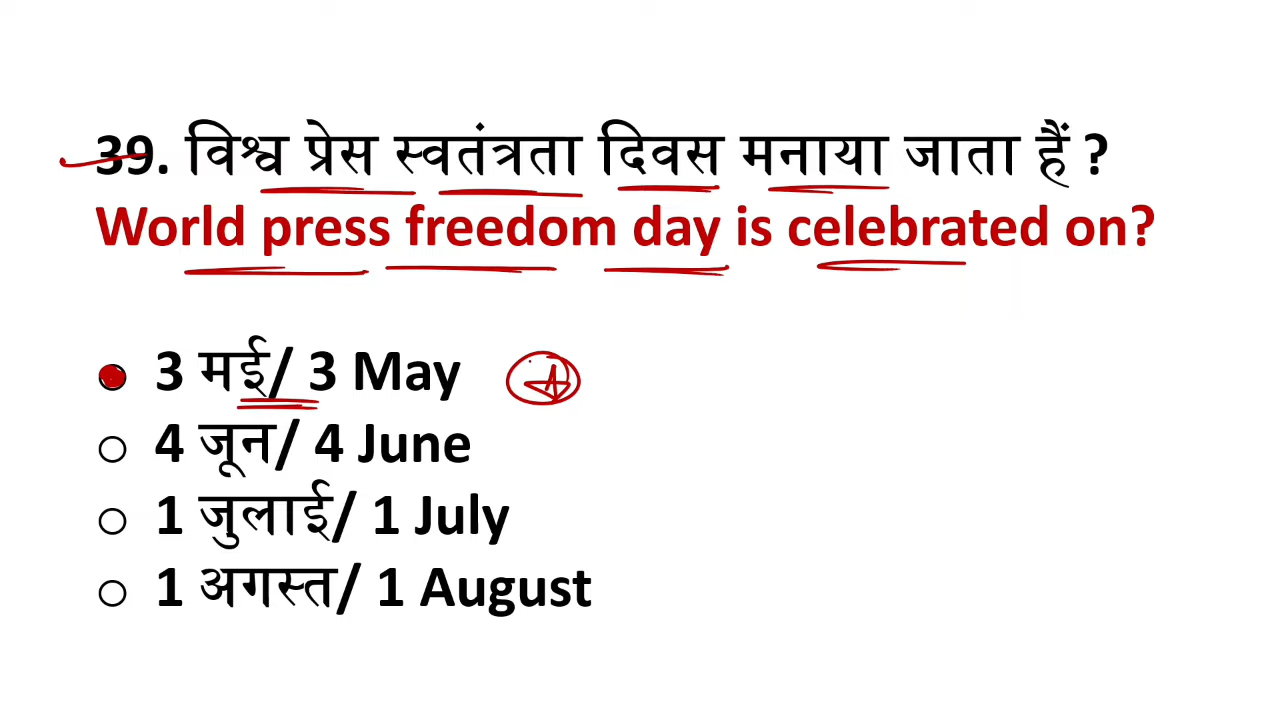 39. विश्व प्रेस स्वतंत्रता दिवस मनाया जाता हैं ?
World press freedom day is celebrated on?
3 मई/ 3 May
4 जून/ 4 June
1 जुलाई/ 1 July
1 अगस्त/ 1 August